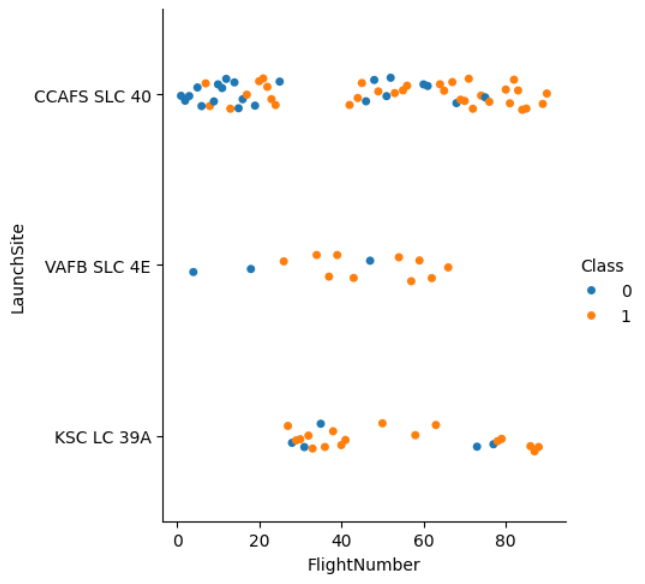 CCAFS SLC 40
VAFB SLC 4E
KSC LC 39A
LaunchSite
0 20 40 60 80
FlightNumber
Class
0
1